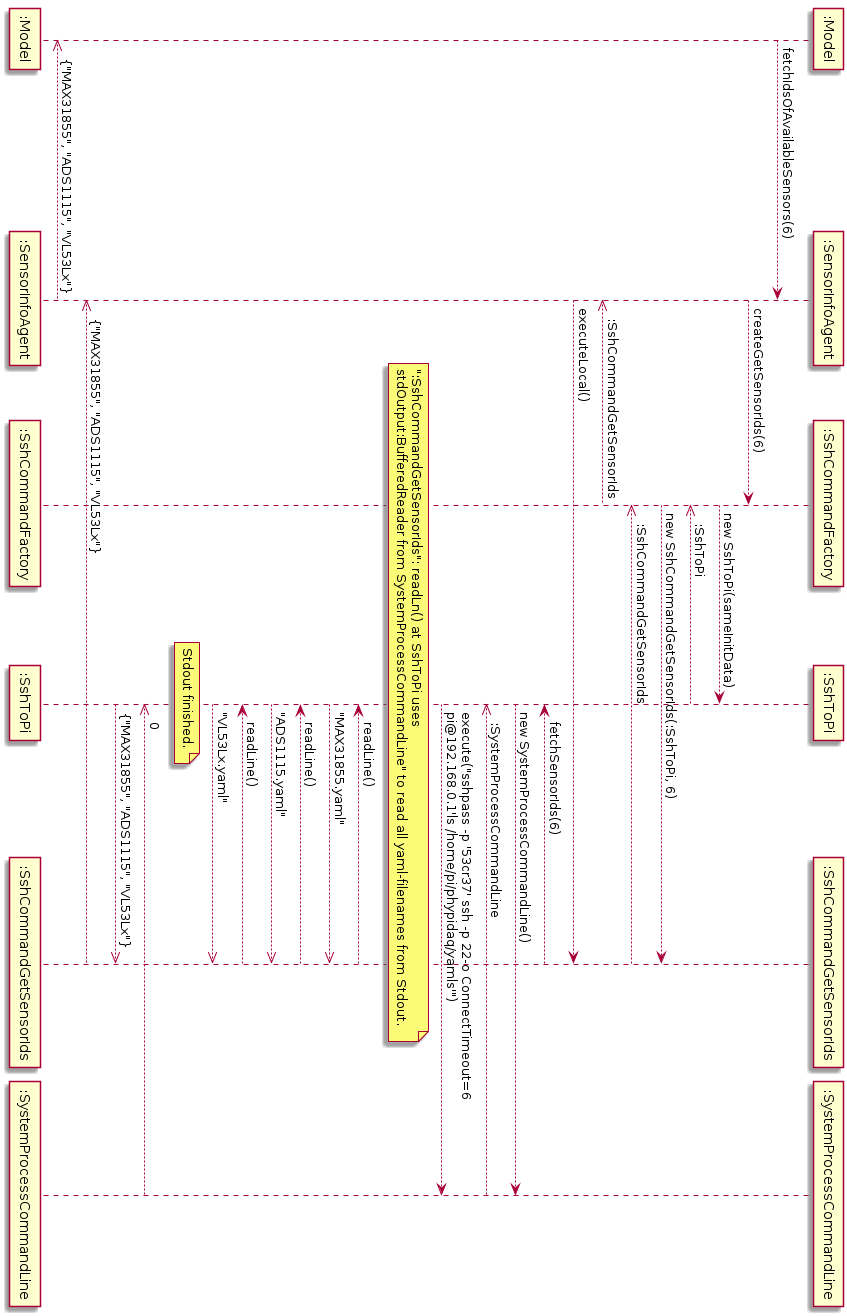 :Model
:SensorInfoAgent
:SshCommandFactory
:SshToPi
:SshCommandGetSensorIds
:SystemProcessCommandLine
fetchIdsOfAvailableSensors(6)
createGetSensorIds(6)
new SshToPi(sameInitData)
:SshToPi
new SshCommandGetSensorIds(:SshToPi, 6)
:SshCommandGetSensorIds
:SshCommandGetSensorIds
executeLocal()
fetchSensorIds(6)
new SystemProcessCommandLine()
:SystemProcessCommandLine
execute("sshpass -p '53cr37' ssh -p 22-o ConnectTimeout=6
pi@192.168.0.1'ls /home/pi/phypidaq/yamls'")
":SshCommandGetSensorIds": readLn() at SshToPi uses
stdOutput:BufferedReader from SystemProcessCommandLine" to read all yaml-filenames from Stdout.
readLine()
"MAX31855.yaml"
readLine()
"ADS1115.yaml"
readLine()
"VL53Lx.yaml"
Stdout finished.
0
{"MAX31855", "ADS1115", "VL53Lx"}
{"MAX31855", "ADS1115", "VL53Lx"}
{"MAX31855", "ADS1115", "VL53Lx"}
:Model
:SensorInfoAgent
:SshCommandFactory
:SshToPi
:SshCommandGetSensorIds
:SystemProcessCommandLine